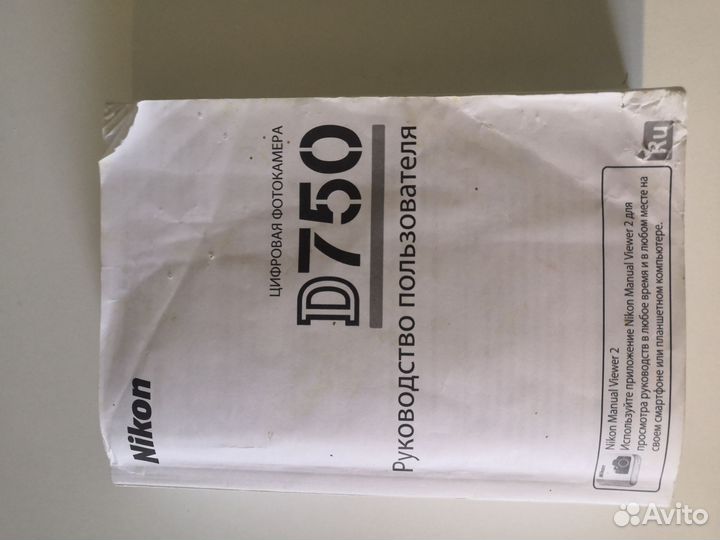 Nikon
ЦИФРОВАЯ ФОТОКАМЕРА
D750
Руководство пользователя
Ru
Nikon Manual Viewer 2
Используйте приложение Nikon Manual Viewer 2 для
просмотра руководств в любое время и в любом месте на
своем смартфоне или планшетном компьютере.
Nikon
Avito